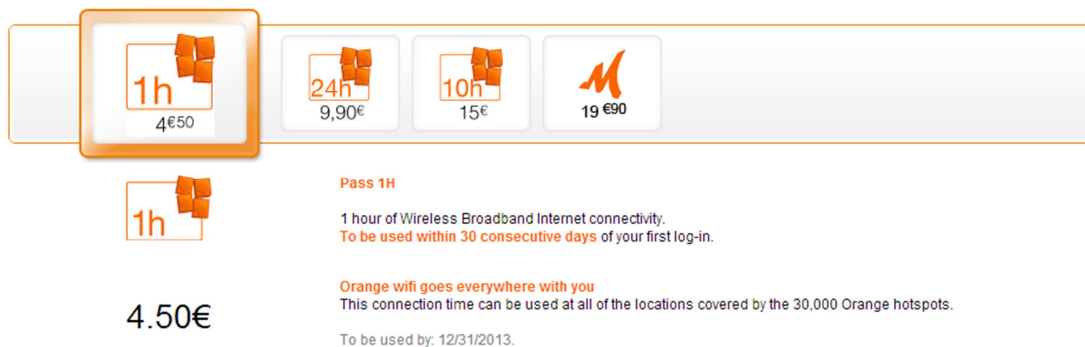 1h
4€50
24h
9,90€
10h
15€
M
19 €90
1h
Pass 1H
1 hour of Wireless Broadband Internet connectivity.
To be used within 30 consecutive days of your first log-in.
4.50€
Orange wifi goes everywhere with you
This connection time can be used at all of the locations covered by the 30,000 Orange hotspots.
To be used by: 12/31/2013.